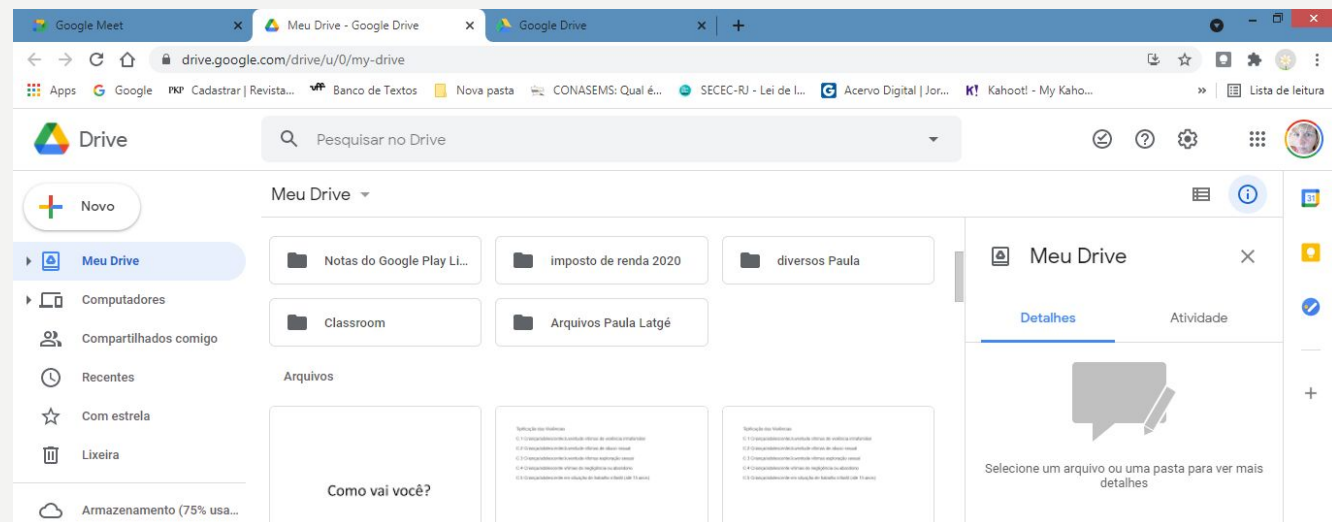 Google Meet
Meu Drive - Google Drive
Google Drive
drive.google.com/drive/u/0/my-drive
Apps
Google
PKP Cadastrar | Revista...
Banco de Textos
Nova pasta
CONASEMS: Qual é...
SECEC-RJ - Lei de I...
Acervo Digital | Jor...
K! Kahoot! - My Kaho...
»
Lista de leitura
Drive
Pesquisar no Drive
Novo
Meu Drive
Meu Drive
Computadores
Compartilhados comigo
Recentes
Com estrela
Lixeira
Armazenamento (75% usa...
Notas do Google Play Li...
imposto de renda 2020
diversos Paula
Classroom
Arquivos Paula Latgé
Arquivos
Como vai você?
Meu Drive
Detalhes
Atividade
Selecione um arquivo ou uma pasta para ver mais
detalhes
31